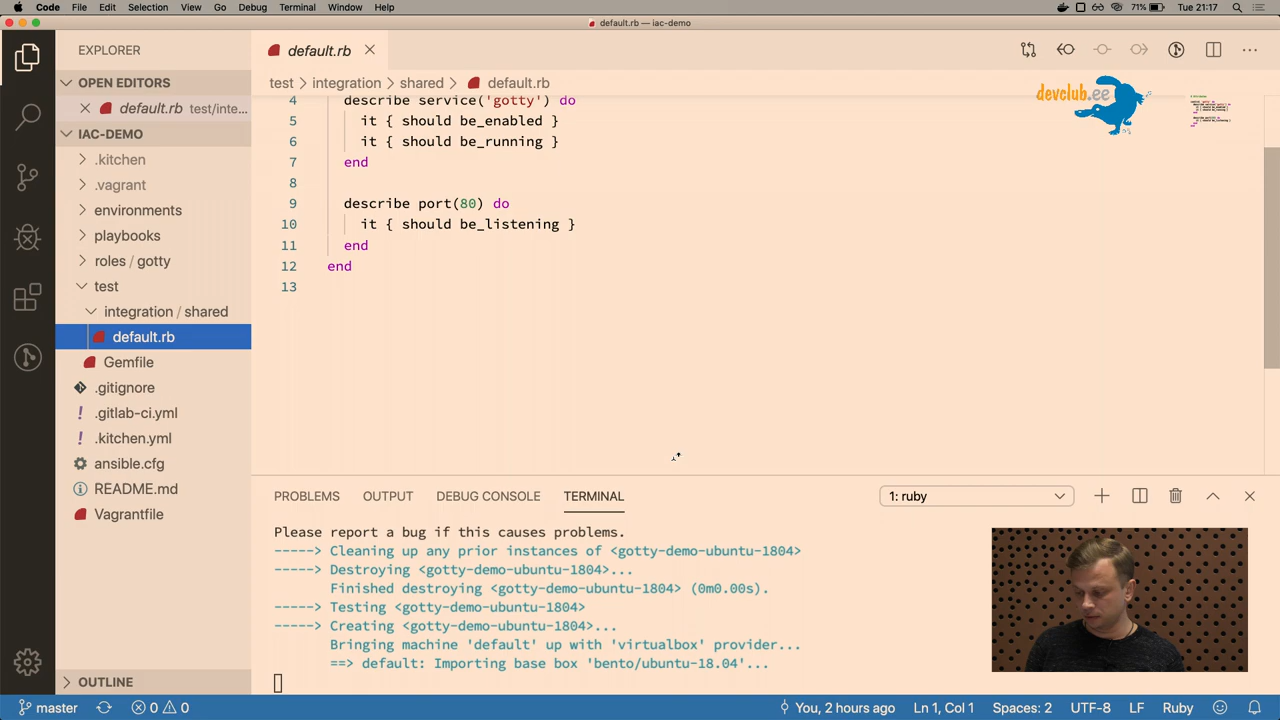 Code File Edit Selection View Go Debug Terminal Window Help 71% Tue 21:17
default.rb — iac-demo
EXPLORER
OPEN EDITORS
default.rb test/inte...
IAC-DEMO
.kitchen
.vagrant
environments
playbooks
roles / gotty
test
integration / shared
default.rb
Gemfile
.gitignore
.gitlab-ci.yml
.kitchen.yml
ansible.cfg
README.md
Vagrantfile
OUTLINE
default.rb
test > integration > shared > default.rb
devclub.ee
4 describe service('gotty') do
5 it { should be_enabled }
6 it { should be_running }
7 end
8
9 describe port(80) do
10 it { should be_listening }
11 end
12 end
13
PROBLEMS OUTPUT DEBUG CONSOLE TERMINAL 1: ruby
Please report a bug if this causes problems.
-----> Cleaning up any prior instances of <gotty-demo-ubuntu-1804>
-----> Destroying <gotty-demo-ubuntu-1804>...
Finished destroying <gotty-demo-ubuntu-1804> (0m0.00s).
-----> Testing <gotty-demo-ubuntu-1804>
-----> Creating <gotty-demo-ubuntu-1804>...
Bringing machine 'default' up with 'virtualbox' provider...
==> default: Importing base box 'bento/ubuntu-18.04'...
master 0 0 You, 2 hours ago Ln 1, Col 1 Spaces: 2 UTF-8 LF Ruby